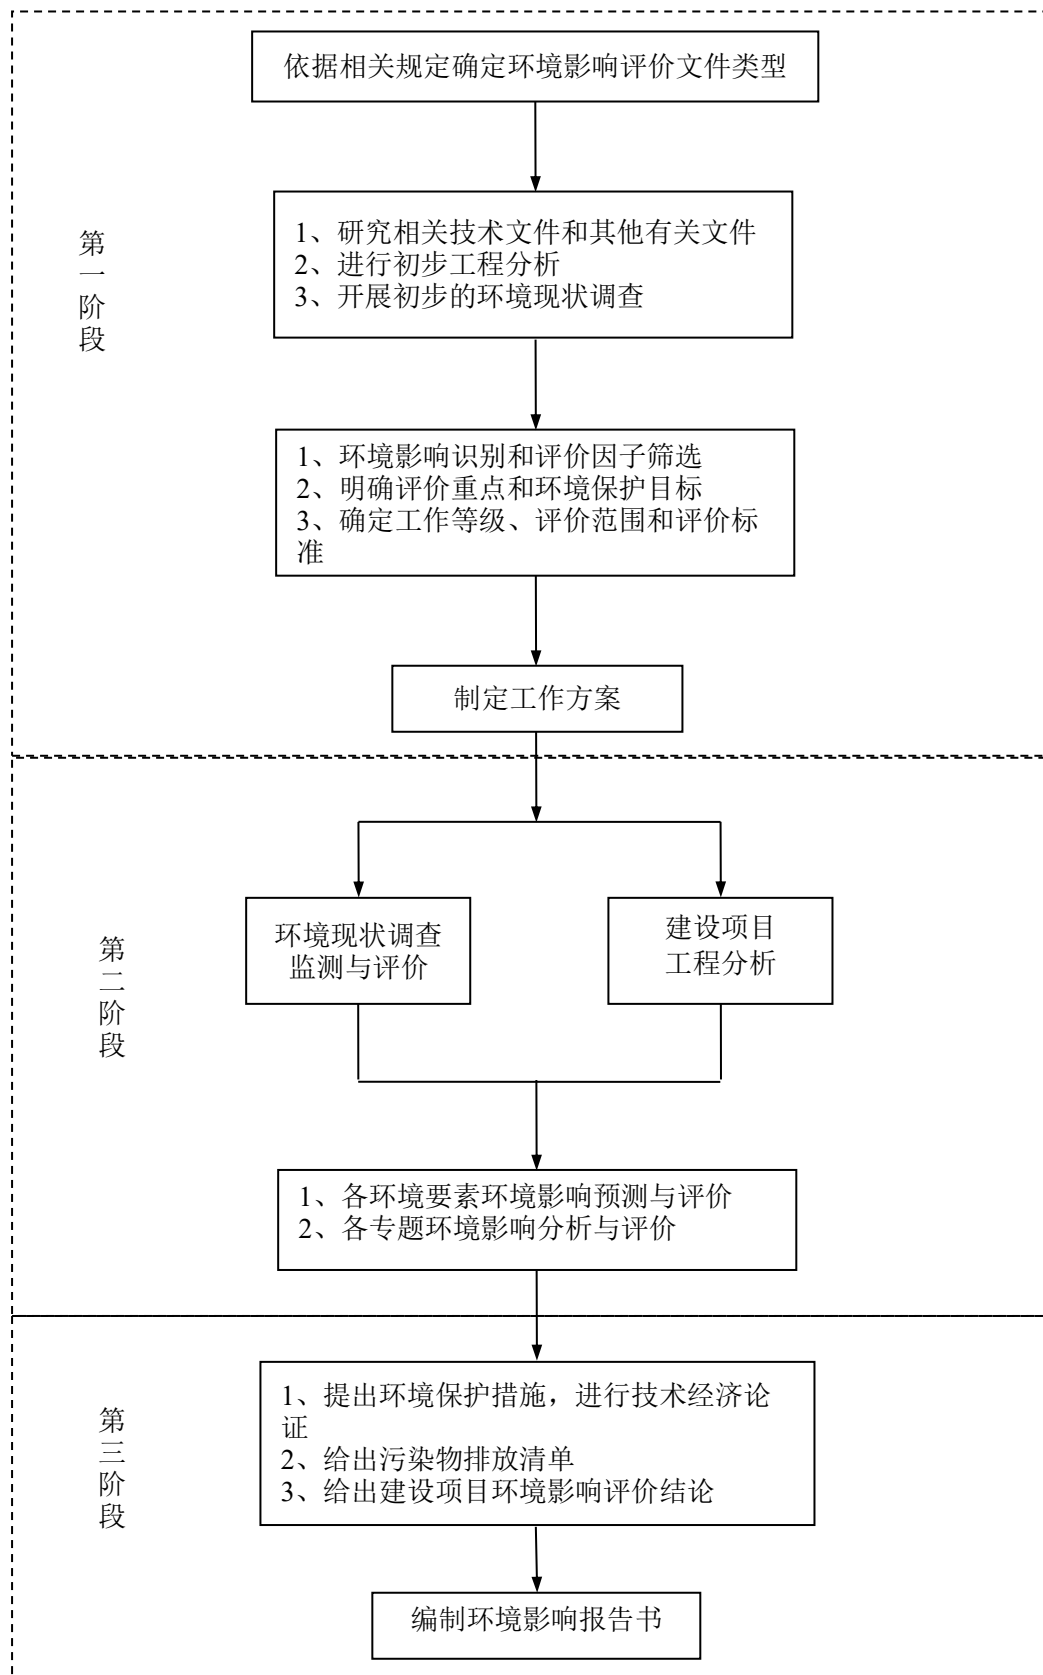 依据相关规定确定环境影响评价文件类型
第一阶段
1、研究相关技术文件和其他有关文件
2、进行初步工程分析
3、开展初步的环境现状调查
1、环境影响识别和评价因子筛选
2、明确评价重点和环境保护目标
3、确定工作等级、评价范围和评价标
准
制定工作方案
第二阶段
环境现状调查
监测与评价
建设项目
工程分析
1、各环境要素环境影响预测与评价
2、各专题环境影响分析与评价
第三阶段
1、提出环境保护措施，进行技术经济论
证
2、给出污染物排放清单
3、给出建设项目环境影响评价结论
编制环境影响报告书